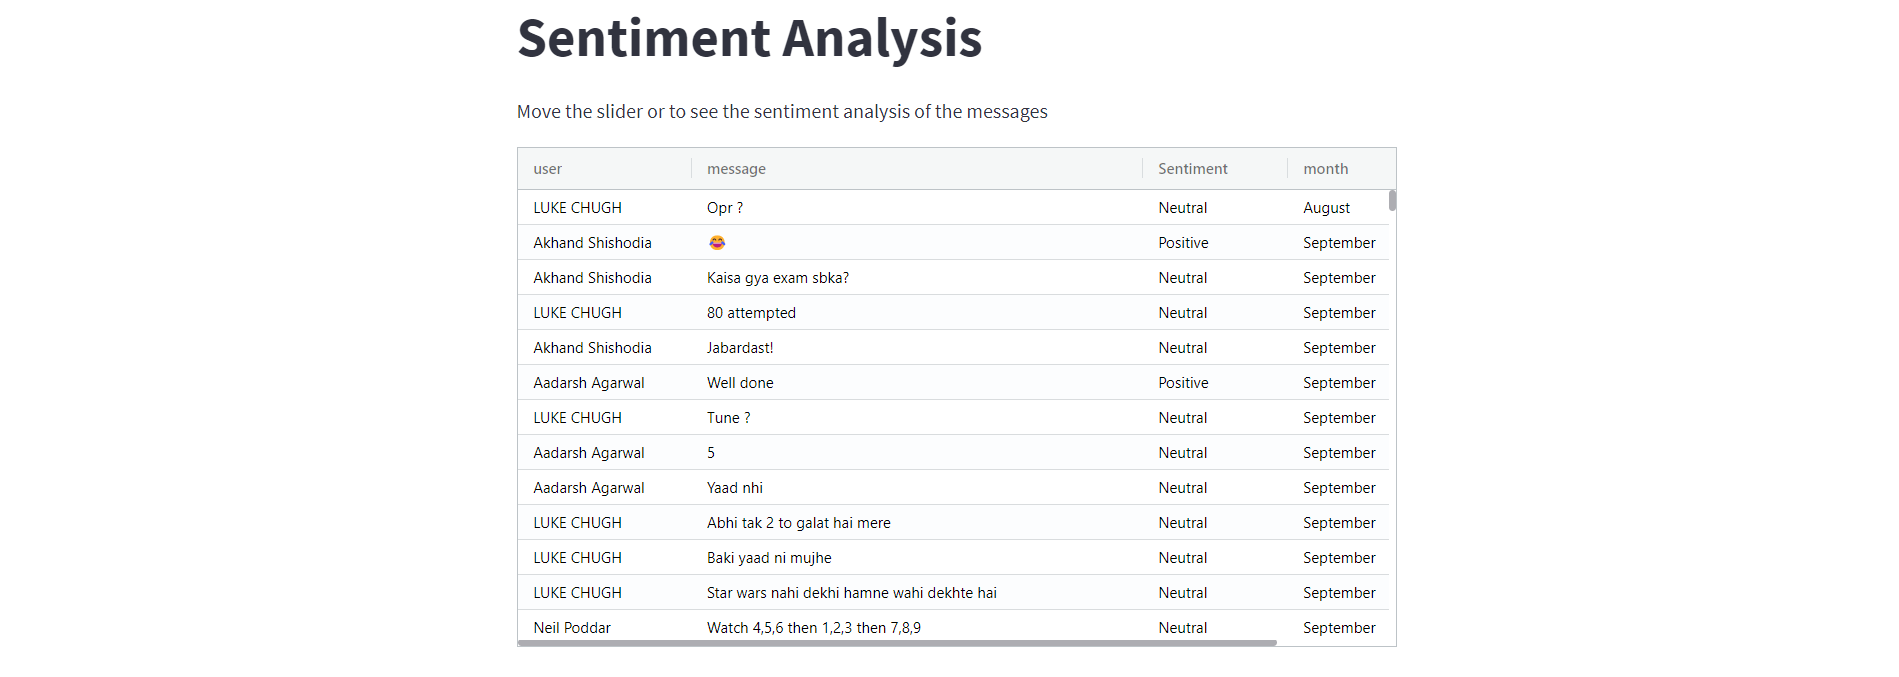 Sentiment Analysis
Move the slider or to see the sentiment analysis of the messages
user message Sentiment month
LUKE CHUGH Opr ? Neutral August
Akhand Shishodia 😂 Positive September
Akhand Shishodia Kaisa gya exam sbka? Neutral September
LUKE CHUGH 80 attempted Neutral September
Akhand Shishodia Jabardast! Neutral September
Aadarsh Agarwal Well done Positive September
LUKE CHUGH Tune ? Neutral September
Aadarsh Agarwal 5 Neutral September
Aadarsh Agarwal Yaad nhi Neutral September
LUKE CHUGH Abhi tak 2 to galat hai mere Neutral September
LUKE CHUGH Baki yaad ni mujhe Neutral September
LUKE CHUGH Star wars nahi dekhi hamne wahi dekhte hai Neutral September
Neil Poddar Watch 4,5,6 then 1,2,3 then 7,8,9 Neutral September